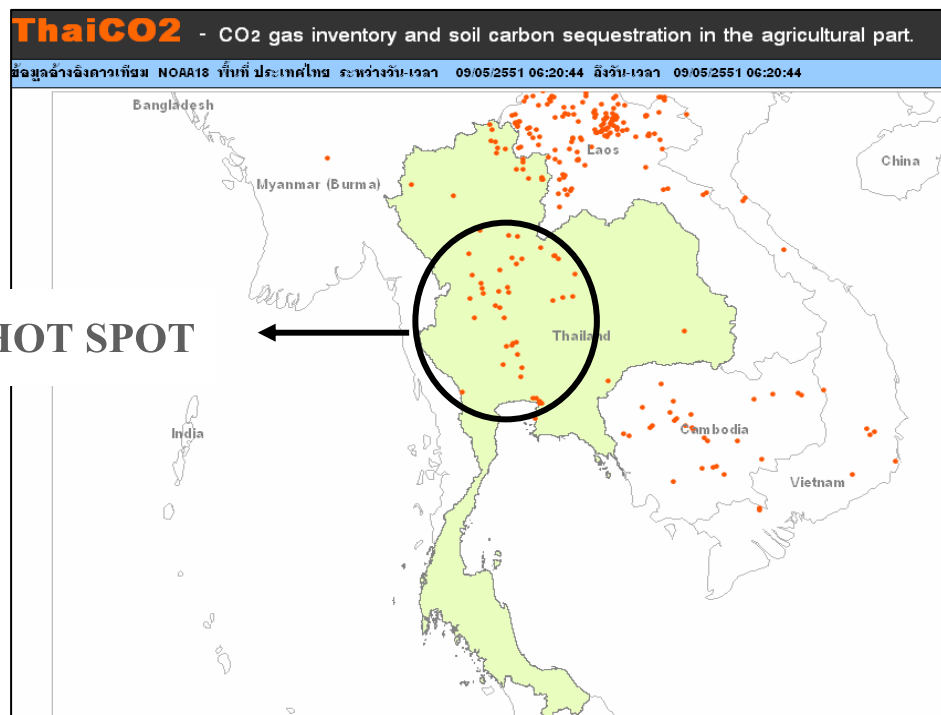 ThaiCO2 - CO2 gas inventory and soil carbon sequestration in the agricultural part.
ข้อมูลอ้างอิงดาวเทียม NOAA18 พื้นที่ ประเทศไทย ระหว่างวัน-เวลา 09/05/2551 06:20:44 ถึงวัน-เวลา 09/05/2551 06:20:44
Bangladesh
Laos
China
Myanmar (Burma)
HOT SPOT
Thailand
India
Cambodia
Vietnam